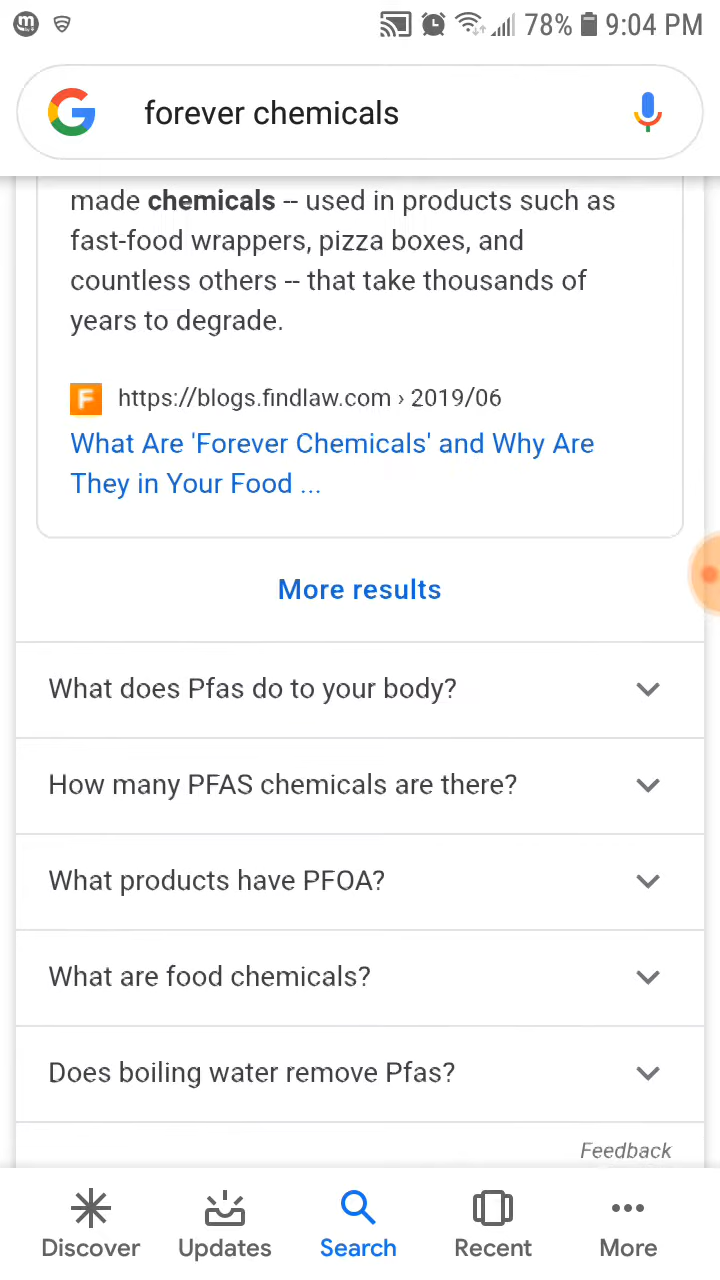 78% 9:04 PM
forever chemicals
made chemicals -- used in products such as
fast-food wrappers, pizza boxes, and
countless others -- that take thousands of
years to degrade.
F https://blogs.findlaw.com › 2019/06
What Are 'Forever Chemicals' and Why Are
They in Your Food ...
More results
What does Pfas do to your body?
How many PFAS chemicals are there?
What products have PFOA?
What are food chemicals?
Does boiling water remove Pfas?
Feedback
Discover Updates Search Recent More